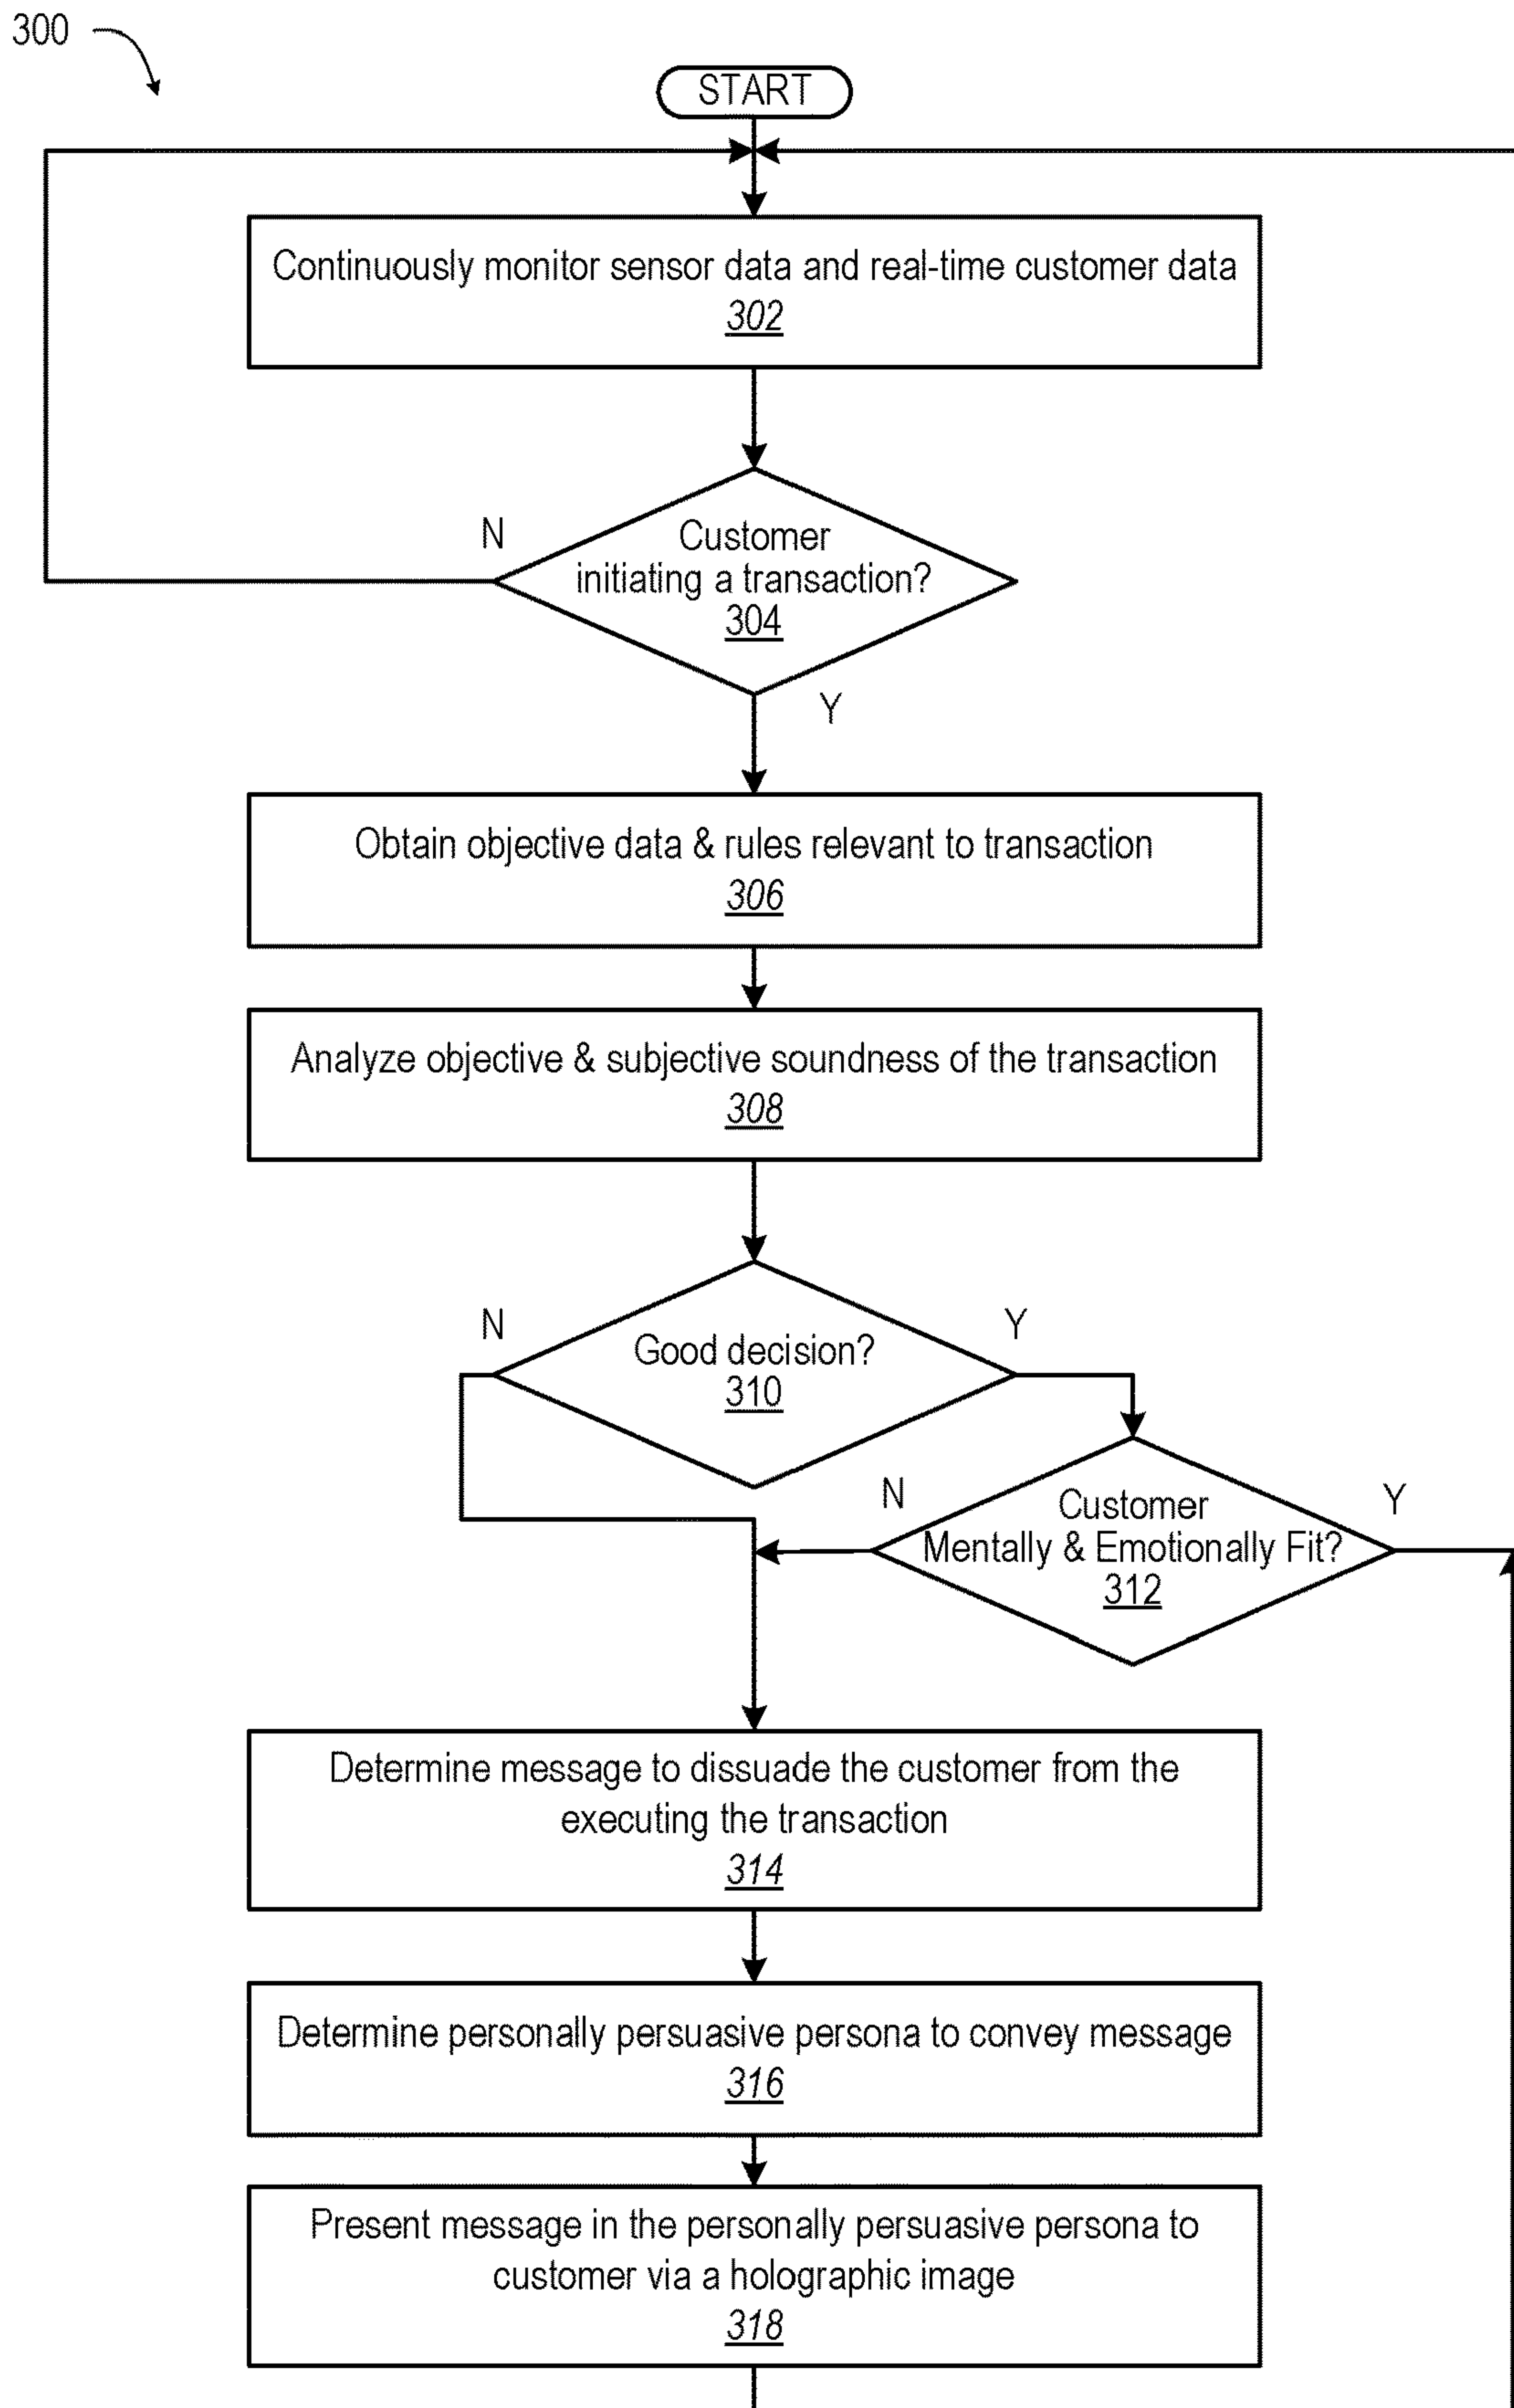 300
START
Continuously monitor sensor data and real-time customer data
302
N
Customer
initiating a transaction?
304
Y
Obtain objective data & rules relevant to transaction
306
Analyze objective & subjective soundness of the transaction
308
N
Y
Good decision?
310
N
Y
Customer
Mentally & Emotionally Fit?
312
Determine message to dissuade the customer from the
executing the transaction
314
Determine personally persuasive persona to convey message
316
Present message in the personally persuasive persona to
customer via a holographic image
318